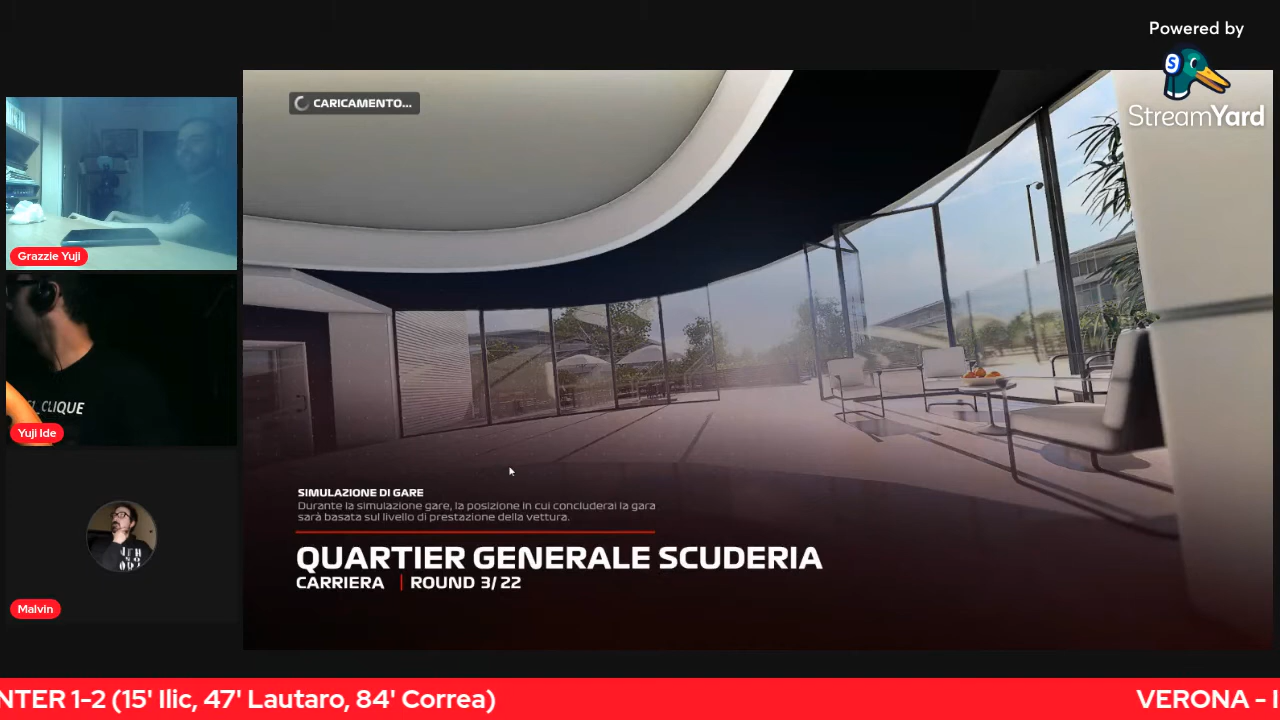 Powered by
StreamYard
CARICAMENTO...
Grazzie Yuji
EL_CLIQUE
Yuji Ide
Malvin
SIMULAZIONE DI GARE
Durante la simulazione gare, la posizione in cui concluderai la gara
sarà basata sul livello di prestazione della vettura.
QUARTIER GENERALE SCUDERIA
CARRIERA | ROUND 3/22
NTER 1-2 (15' Ilic, 47' Lautaro, 84' Correa)
VERONA - I